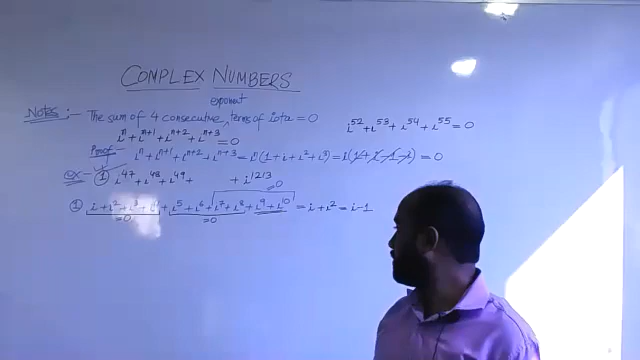 COMPLEX NUMBERS
exponent
Notes :- The sum of 4 consecutive terms of iota = 0
i^52 + i^53 + i^54 + i^55 = 0
i^n + i^n+1 + i^n+2 + i^n+3 = 0
Proof i^n + i^n+1 + i^n+2 + i^n+3 = i^n (1 + i + i^2 + i^3) = i(1 + i - 1 - i) = 0
Ex - ① i^47 + i^48 + i^49 + + i^1213
=0
① i + i^2 + i^3 + i^4 + i^5 + i^6 + i^7 + i^8 + i^9 + i^10 = i + i^2 = i - 1
=0 =0